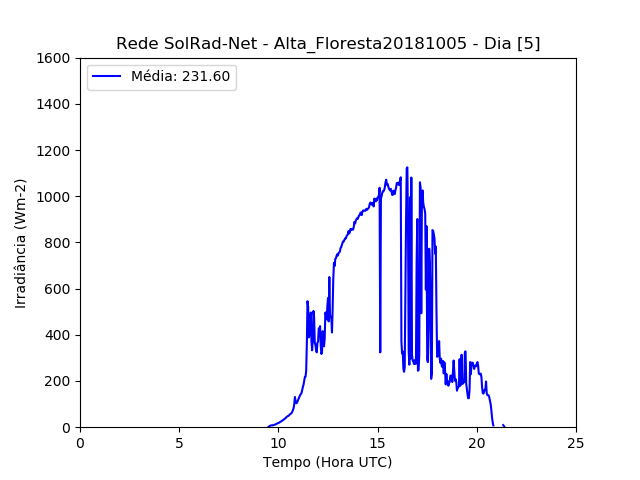 Rede SolRad-Net - Alta_Floresta20181005 - Dia [5]
Média: 231.60
Irradiância (Wm-2)
1600
1400
1200
1000
800
600
400
200
0
0 5 10 15 20 25
Tempo (Hora UTC)